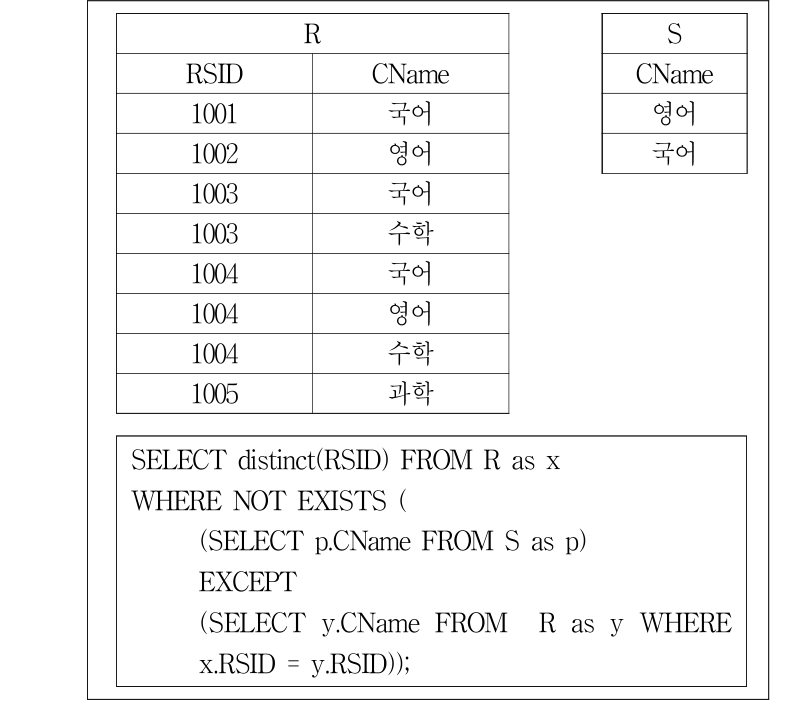 R
RSID CName
1001 국어
1002 영어
1003 국어
1003 수학
1004 국어
1004 영어
1004 수학
1005 과학
S
CName
영어
국어
SELECT distinct(RSID) FROM R as x
WHERE NOT EXISTS (
(SELECT p.CName FROM S as p)
EXCEPT
(SELECT y.CName FROM R as y WHERE
x.RSID = y.RSID));